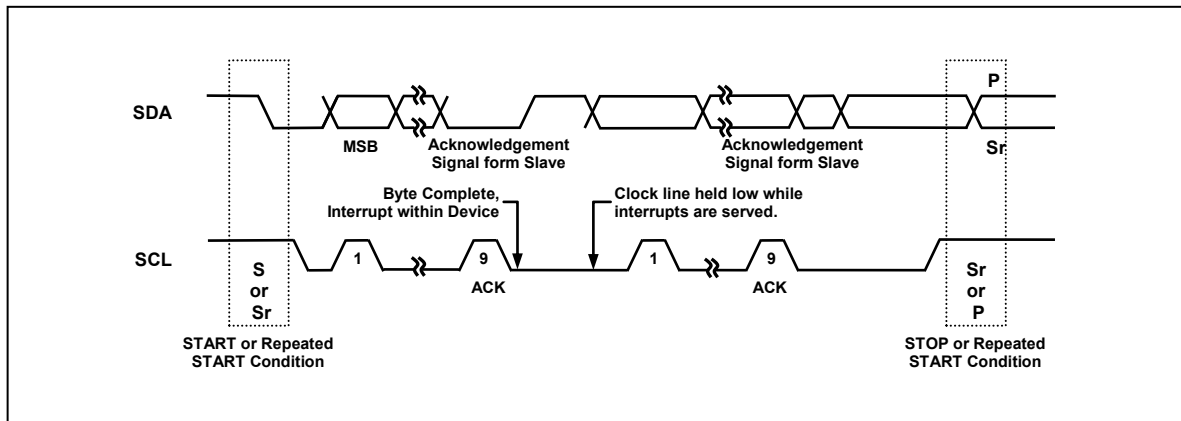 P
SDA
MSB
Acknowledgement
Signal form Slave
Acknowledgement
Signal form Slave
Sr
Byte Complete,
Interrupt within Device
Clock line held low while
interrupts are served.
SCL
1
9
1
9
S
or
Sr
ACK
ACK
Sr
or
P
START or Repeated
START Condition
STOP or Repeated
START Condition